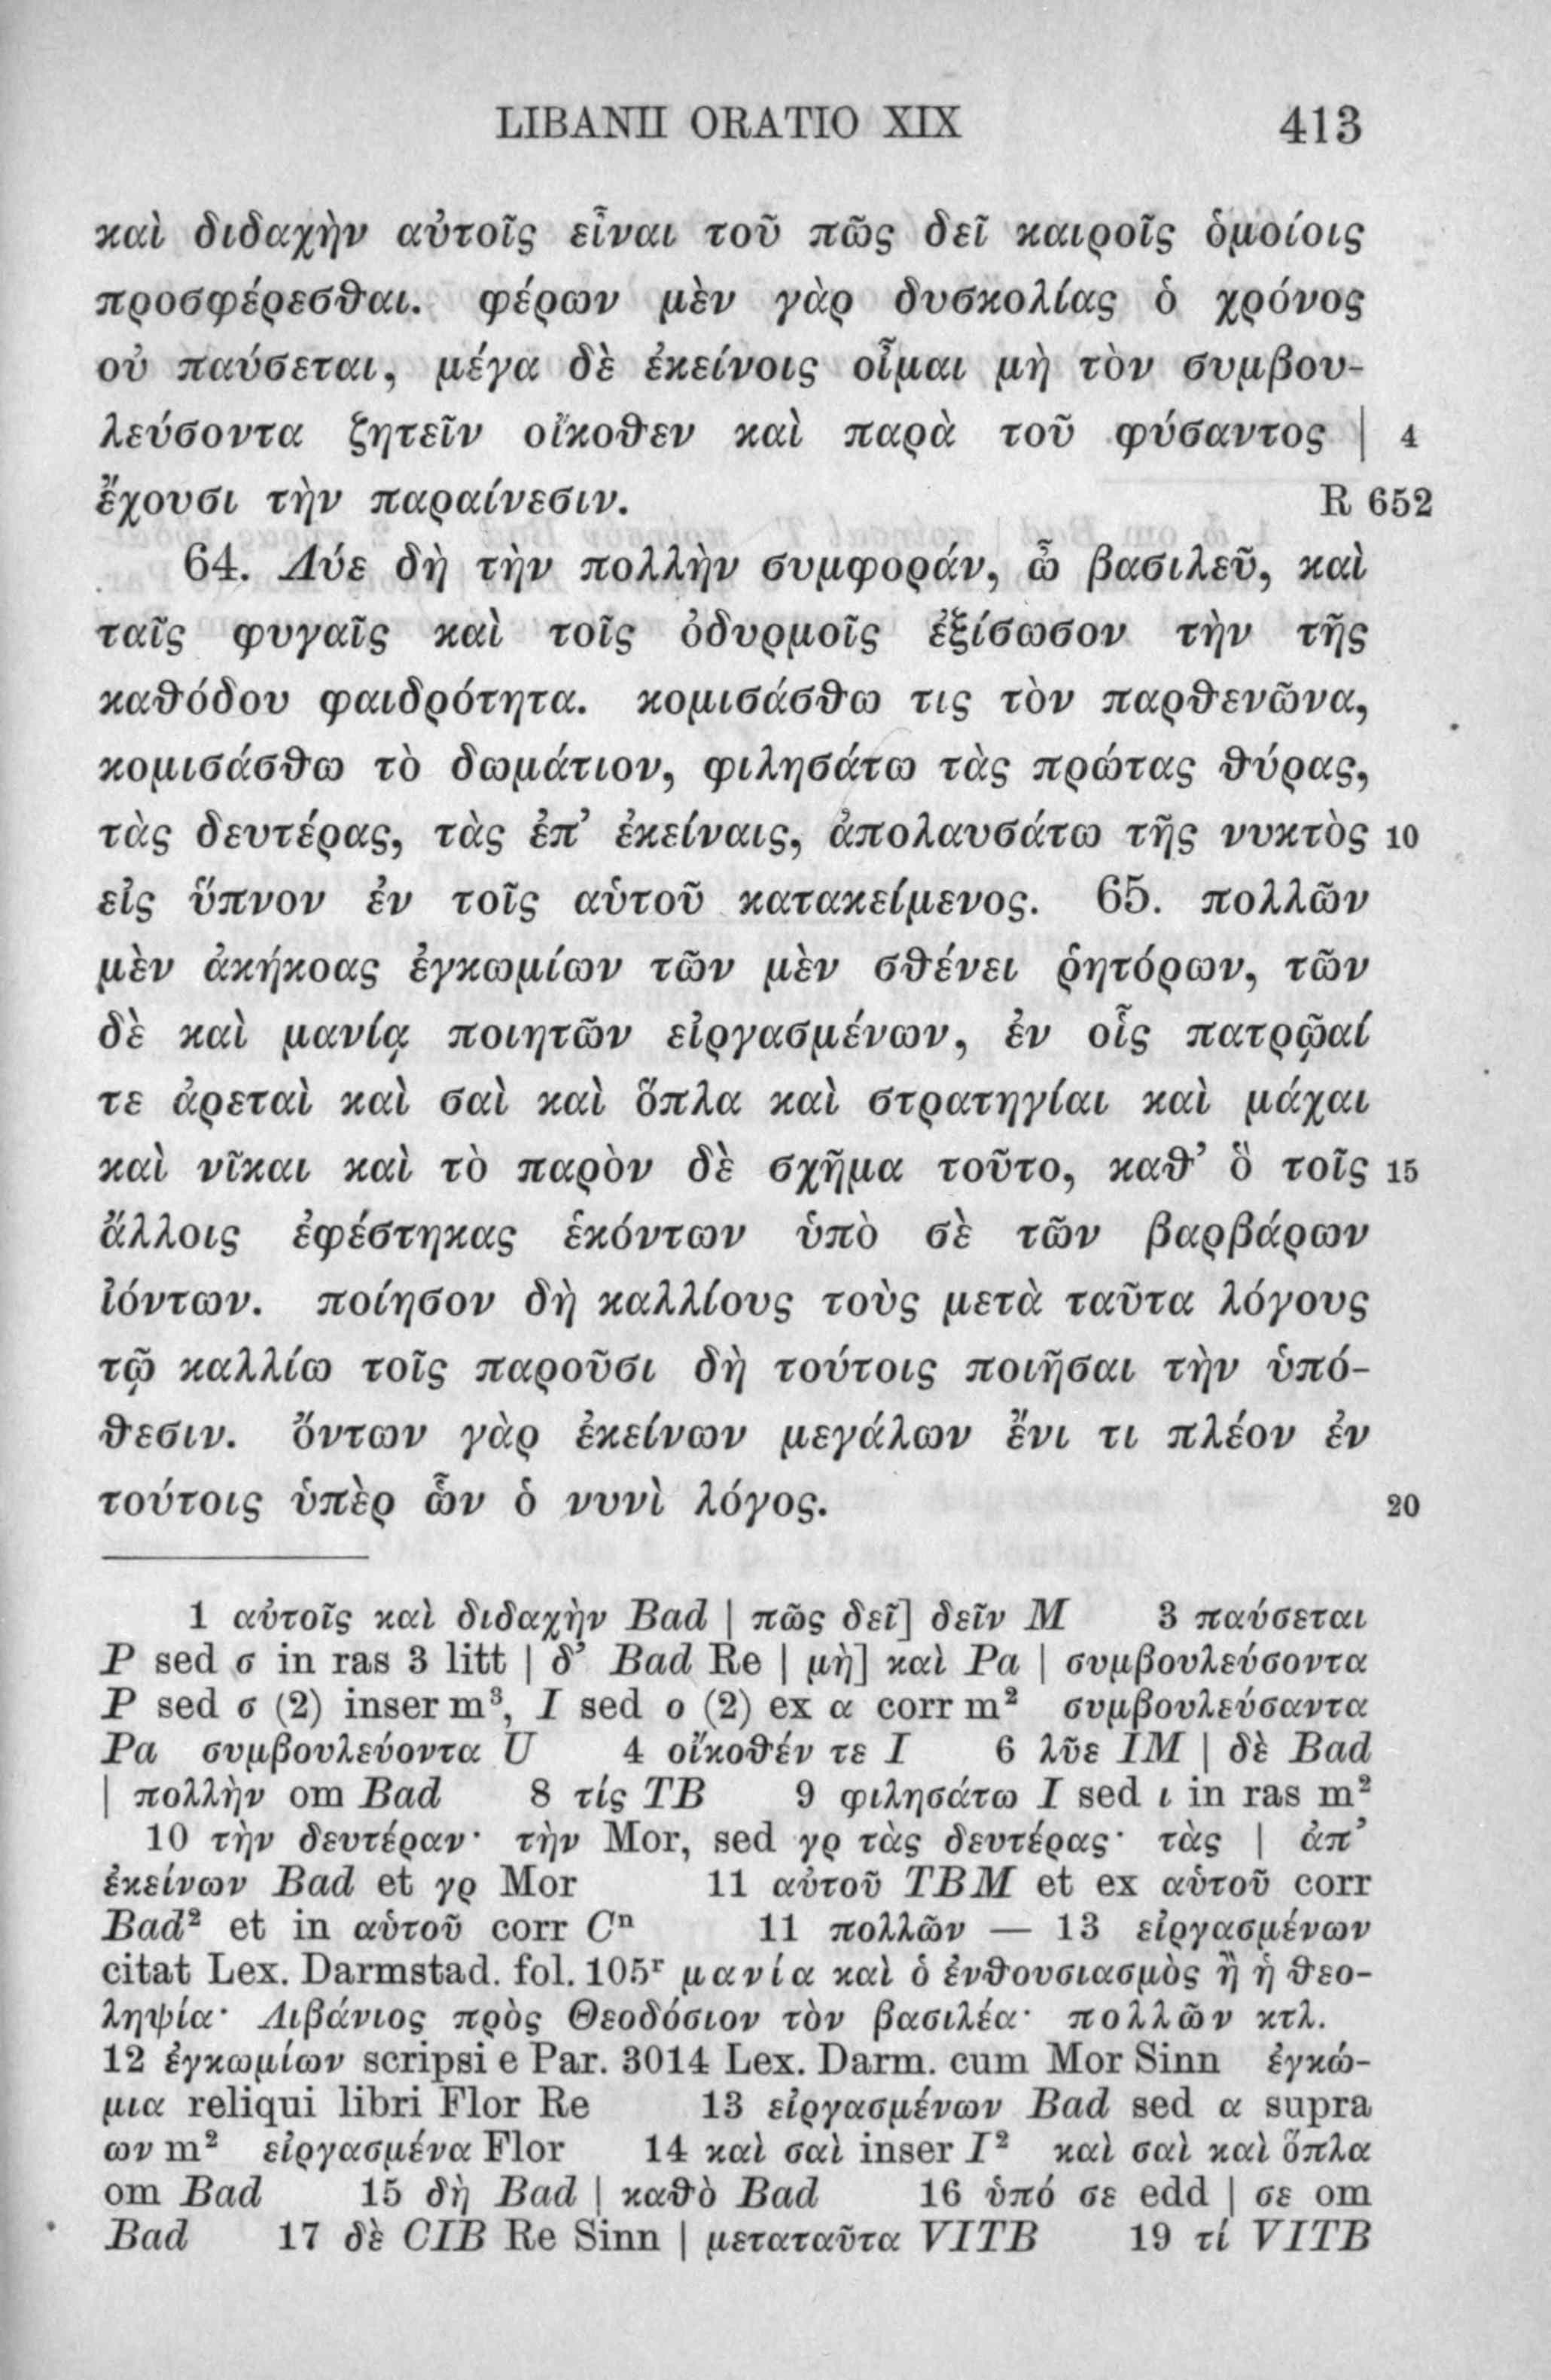 LIBANII ORATIO XIX 413
καὶ διδαχὴν αὐτοῖς εἶναι τοῦ πῶς δεῖ καιροῖς ὁμοίοις
προσφέρεσθαι. φέρων μὲν γὰρ δυσκολίας ὁ χρόνος
οὐ παύσεται, μέγα δὲ ἐκείνοις οἶμαι μὴ τὸν συμβου-
λεύσοντα ζητεῖν οἴκοθεν καὶ παρὰ τοῦ φύσαντος | 4
ἔχουσι τὴν παραίνεσιν. R 652
64. Λύε δὴ τὴν πολλὴν συμφοράν, ὦ βασιλεῦ, καὶ
ταῖς φυγαῖς καὶ τοῖς ὀδυρμοῖς ἐξίσωσον τὴν τῆς
καθόδου φαιδρότητα. κομισάσθω τις τὸν παρθενῶνα,
κομισάσθω τὸ δωμάτιον, φιλησάτω τὰς πρώτας θύρας,
τὰς δευτέρας, τὰς ἐπ’ ἐκείναις, ἀπολαυσάτω τῆς νυκτὸς 10
εἰς ὕπνον ἐν τοῖς αὑτοῦ κατακείμενος. 65. πολλῶν
μὲν ἀκήκοας ἐγκωμίων τῶν μὲν σθένει ῥητόρων, τῶν
δὲ καὶ μανίᾳ ποιητῶν εἰργασμένων, ἐν οἷς πατρῷαί
τε ἀρεταὶ καὶ σαὶ καὶ ὅπλα καὶ στρατηγίαι καὶ μάχαι
καὶ νῖκαι καὶ τὸ παρὸν δὲ σχῆμα τοῦτο, καθ’ ὃ τοῖς 15
ἄλλοις ἐφέστηκας ἑκόντων ὑπὸ σὲ τῶν βαρβάρων
ἰόντων. ποίησον δὴ καλλίους τοὺς μετὰ ταῦτα λόγους
τῷ καλλίω τοῖς παροῦσι δὴ τούτοις ποιῆσαι τὴν ὑπό-
θεσιν. ὄντων γὰρ ἐκείνων μεγάλων ἔνι τι πλέον ἐν
τούτοις ὑπὲρ ὧν ὁ νυνὶ λόγος. 20
1 αὐτοῖς καὶ διδαχὴν Bad | πῶς δεῖ] δεῖν M 3 παύσεται
P sed σ in ras 3 litt | δ’ Bad Re | μὴ] καὶ Pa | συμβουλεύσοντα
P sed σ (2) inser m³, I sed ο (2) ex α corr m² συμβουλεύσαντα
Pa συμβουλεύοντα U 4 οἴκοθέν τε I 6 λῦε IM | δὲ Bad
| πολλὴν om Bad 8 τίς TB 9 φιλησάτω I sed ι in ras m²
10 τὴν δευτέραν· τὴν Mor, sed γρ τὰς δευτέρας· τὰς | ἀπ’
ἐκείνων Bad et γρ Mor 11 αὐτοῦ TBM et ex αὑτοῦ corr
Bad² et in αὑτοῦ corr Cⁿ 11 πολλῶν — 13 εἰργασμένων
citat Lex. Darmstad. fol. 105ʳ μανία καὶ ὁ ἐνθουσιασμὸς ἢ ἡ θεο-
ληψία· Λιβάνιος πρὸς Θεοδόσιον τὸν βασιλέα· πολλῶν κτλ.
12 ἐγκωμίων scripsi e Par. 3014 Lex. Darm. cum Mor Sinn ἐγκώ-
μια reliqui libri Flor Re 13 εἰργασμένων Bad sed α supra
ων m² εἰργασμένα Flor 14 καὶ σαὶ inser I² καὶ σαὶ καὶ ὅπλα
om Bad 15 δὴ Bad | καθὸ Bad 16 ὑπό σε edd | σε om
Bad 17 δὲ CIB Re Sinn | μεταταῦτα VITB 19 τί VITB